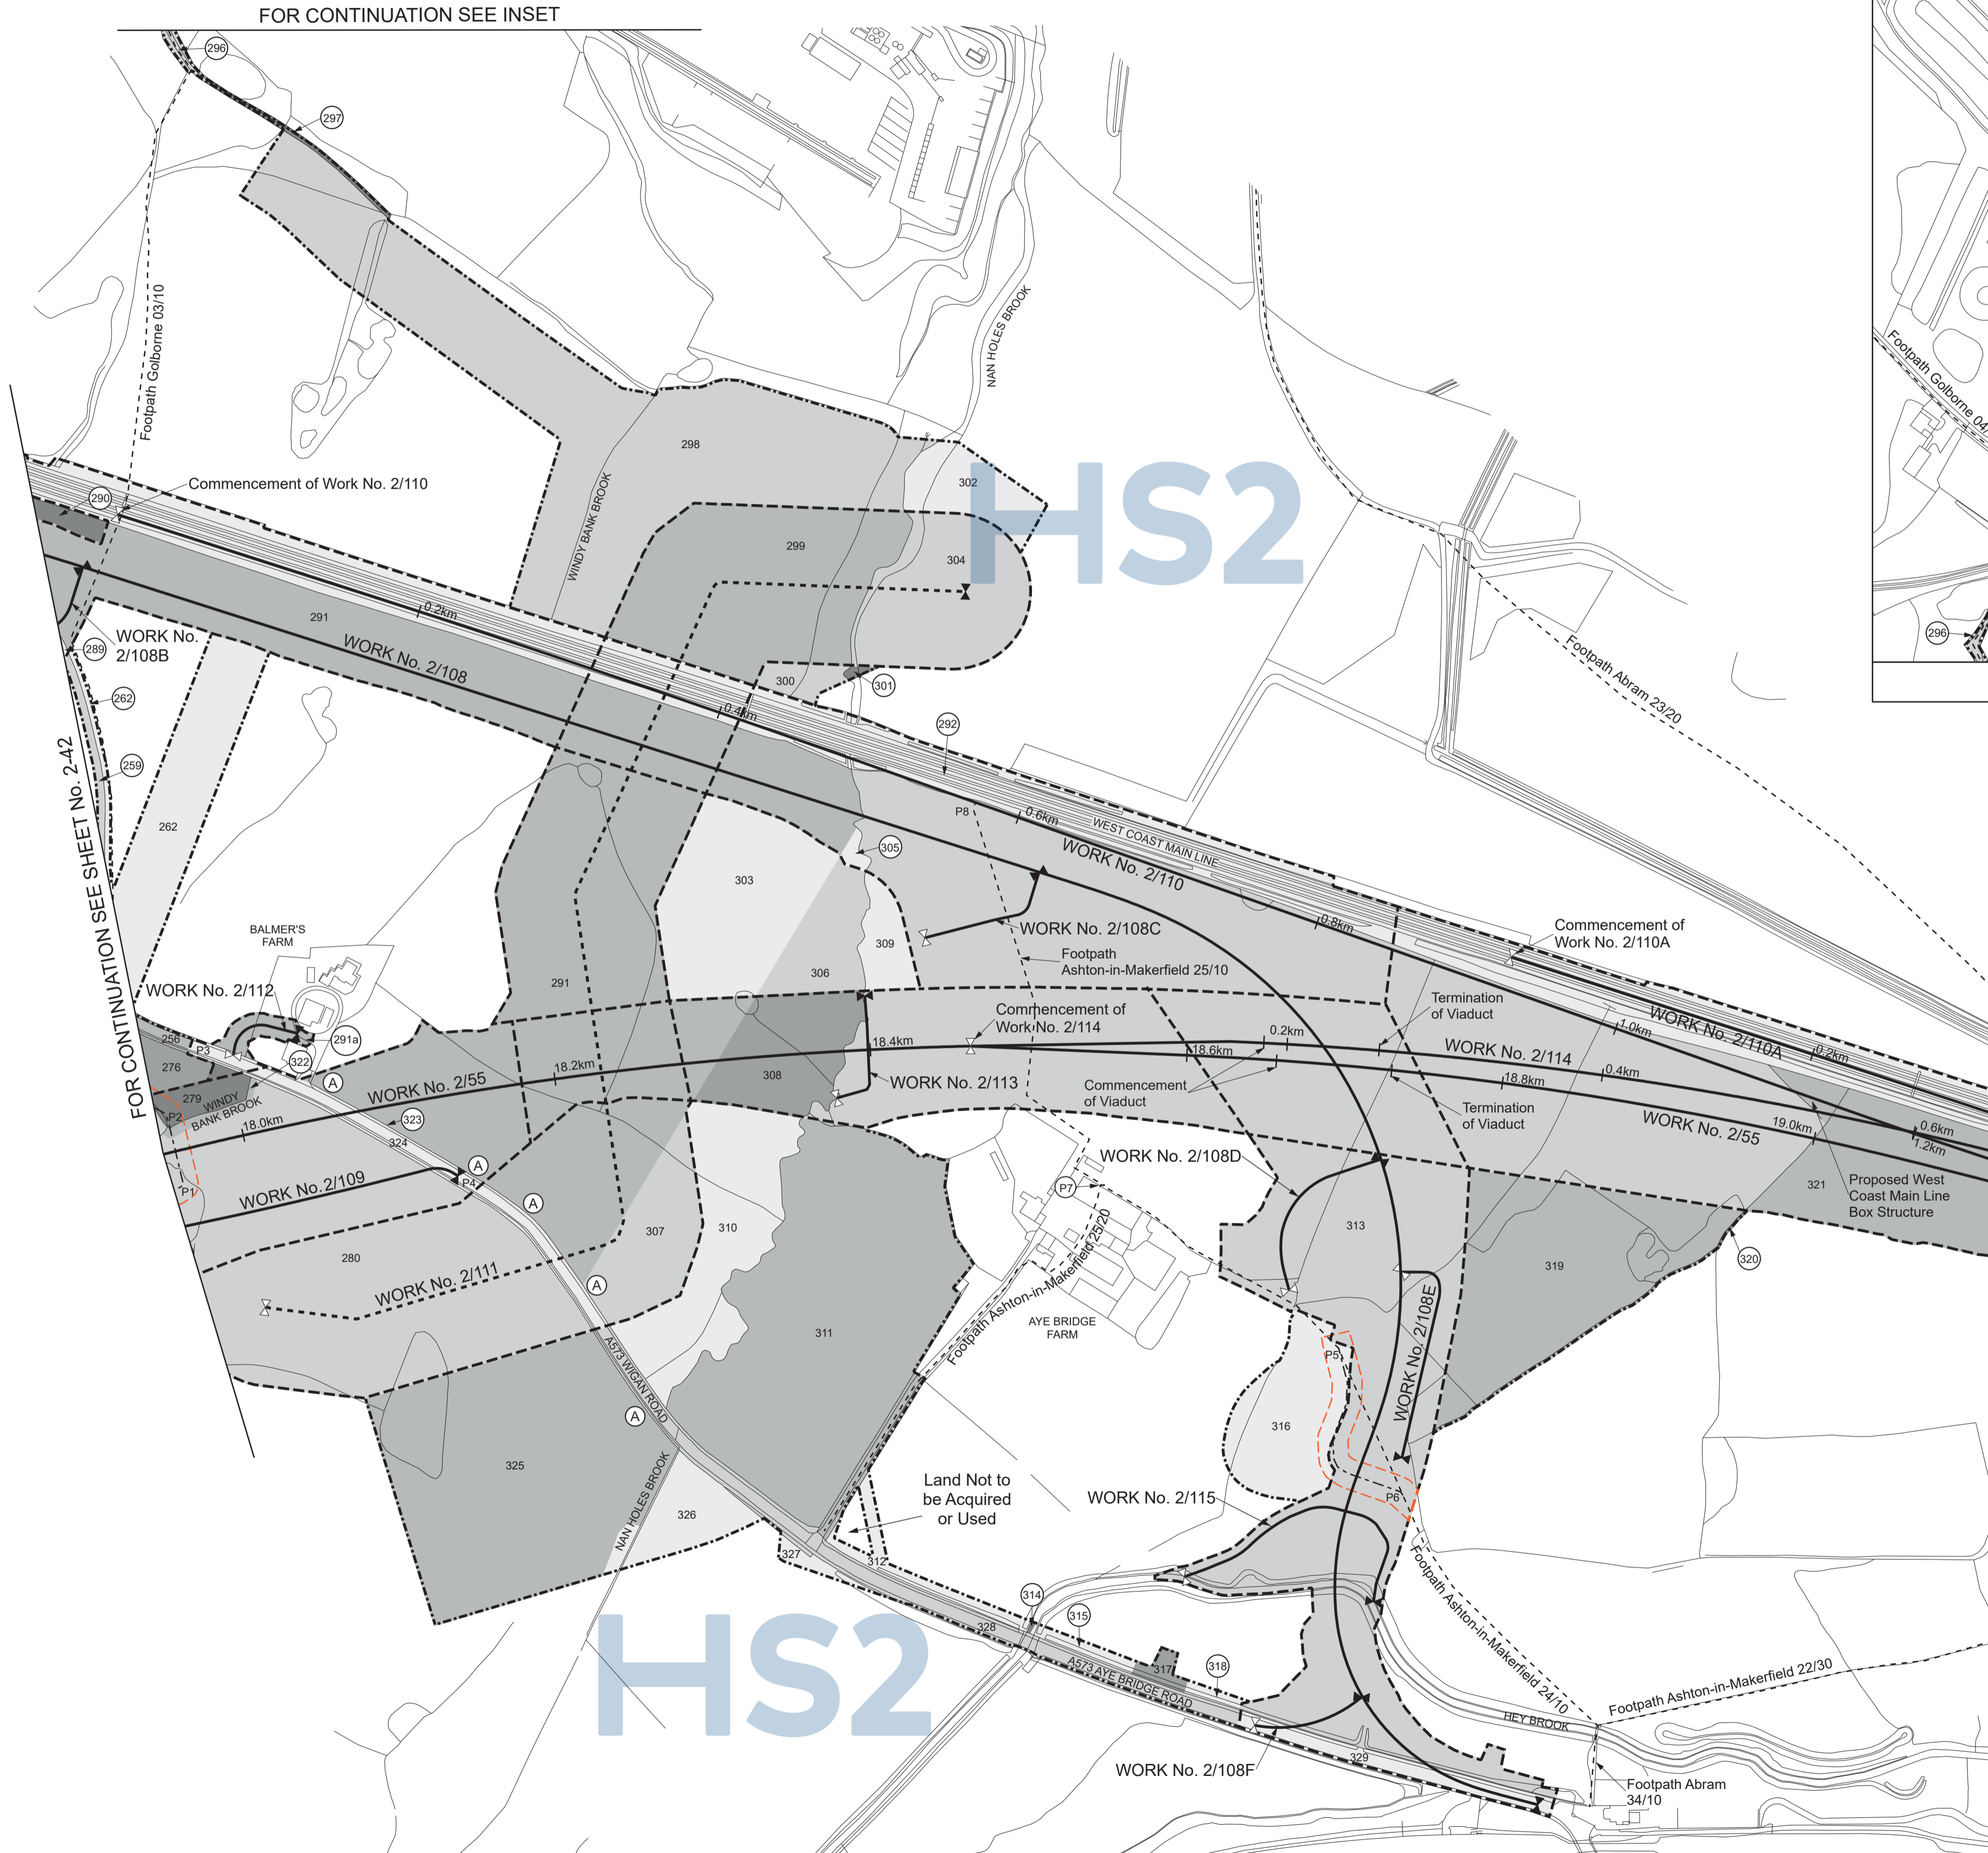 FOR CONTINUATION SEE INSET
296
297
Footpath Golborne 03/10
NAN HOLES BROOK
Footpath Golborne 04/
298
WINDY BANK BROOK
302
HS2
290
Commencement of Work No. 2/110
299
304
291
0.2km
WORK No. 2/108
WORK No.
2/108B
289
262
300
301
296
0.4km
292
Footpath Abram 23/20
259
262
FOR CONTINUATION SEE SHEET No. 2-42
P8
0.6km
WEST COAST MAIN LINE
WORK No. 2/110
305
303
309
306
WORK No. 2/108C
Footpath
Ashton-in-Makerfield 25/10
0.8km
Commencement of
Work No. 2/110A
BALMER'S
FARM
WORK No. 2/112
291
Commencement of
Work No. 2/114
Termination
of Viaduct
1.0km
WORK No. 2/110A
0.2km
256
P3
291a
322
276
279
WINDY
BANK BROOK
P2
P1
A
18.0km
WORK No. 2/55
18.2km
308
18.4km
WORK No. 2/113
18.6km
0.2km
Commencement
of Viaduct
WORK No. 2/114
0.4km
18.8km
Termination
of Viaduct
WORK No. 2/55
19.0km
0.6km
1.2km
323
324
A
P4
WORK No.2/109
A
WORK No. 2/108D
P7
321
Proposed West
Coast Main Line
Box Structure
320
280
WORK No. 2/111
307
310
A
313
319
Footpath Ashton-in-Makerfield 25/20
AYE BRIDGE
FARM
311
A573 WIGAN ROAD
A
P5
WORK No. 2/108E
316
325
NAN HOLES BROOK
326
Land Not to
be Acquired
or Used
WORK No. 2/115
P6
327
312
Footpath Ashton-in-Makerfield 24/10
314
315
328
HS2
A573 AYE BRIDGE ROAD
317
318
Footpath Ashton-in-Makerfield 22/30
HEY BROOK
329
WORK No. 2/108F
Footpath Abram
34/10